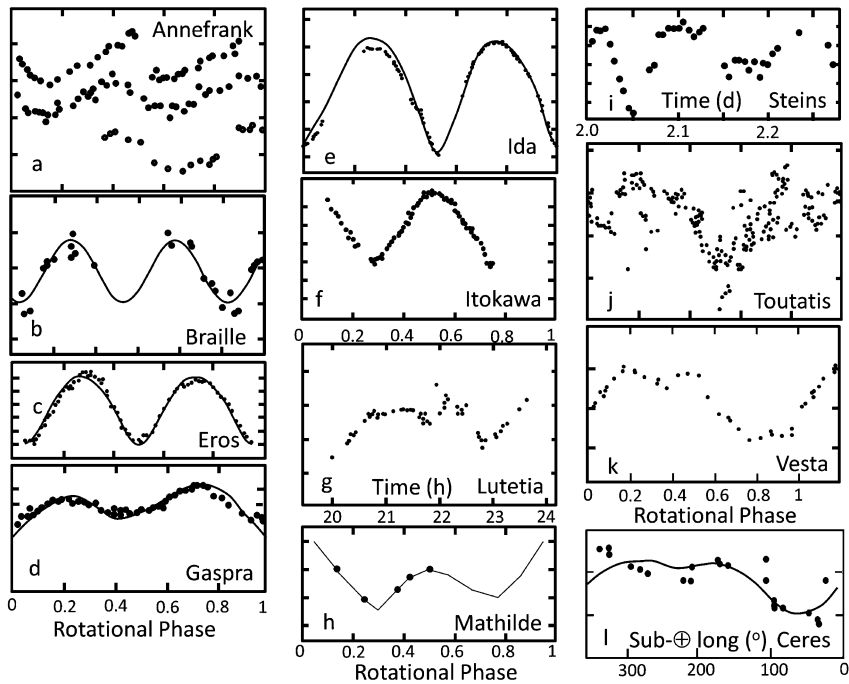 Annefrank
a
b
Braille
c
Eros
d
Gaspra
0 0.2 0.4 0.6 0.8 1
Rotational Phase
e
Ida
f
Itokawa
0 0.2 0.4 0.6 0.8 1
g Time (h) Lutetia
20 21 22 23 24
h Mathilde
0 0.2 0.4 0.6 0.8 1
Rotational Phase
i Time (d) Steins
2.0 2.1 2.2
j
Toutatis
k Vesta
0 0.2 0.4 0.6 0.8 1
Rotational Phase
l Sub-⊕ long (°) Ceres
300 200 100 0